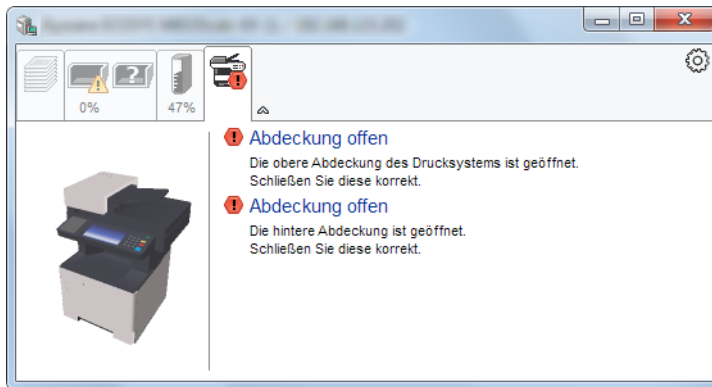 0%
?
47%
Abdeckung offen
Die obere Abdeckung des Drucksystems ist geöffnet.
Schließen Sie diese korrekt.
Abdeckung offen
Die hintere Abdeckung ist geöffnet.
Schließen Sie diese korrekt.